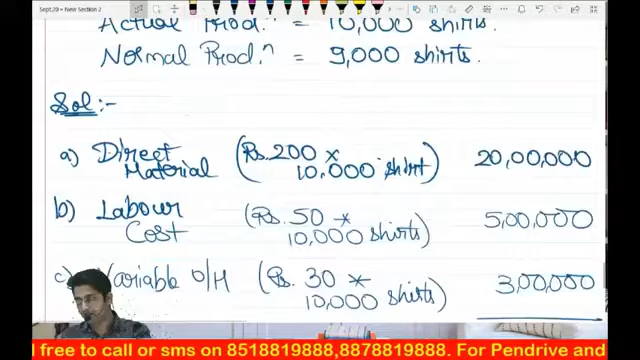 Sept.20 × New Section 2
Actual Prod.ⁿ = 10,000 shirts.
Normal Prod.ⁿ = 9,000 shirts.
Sol:-
a) Direct Material (Rs. 200 × 10,000 shirt) 20,00,000
b) Labour Cost (Rs. 50 × 10,000 shirts) 5,00,000
c) Variable O/H (Rs. 30 × 10,000 shirts) 3,00,000
l free to call or sms on 8518819888,8878819888. For Pendrive and